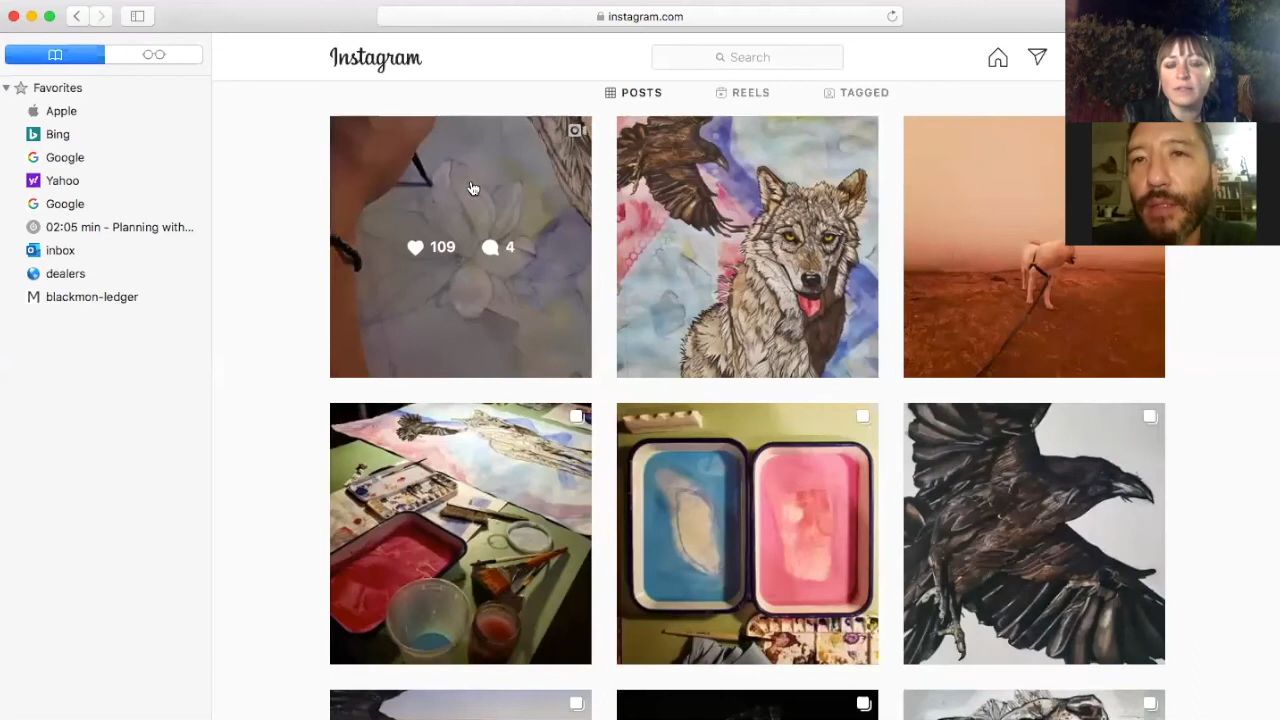 instagram.com
Favorites
Instagram
Search
POSTS
REELS
TAGGED
Apple
Bing
Google
Yahoo
Google
02:05 min - Planning with...
inbox
dealers
blackmon-ledger
109
4